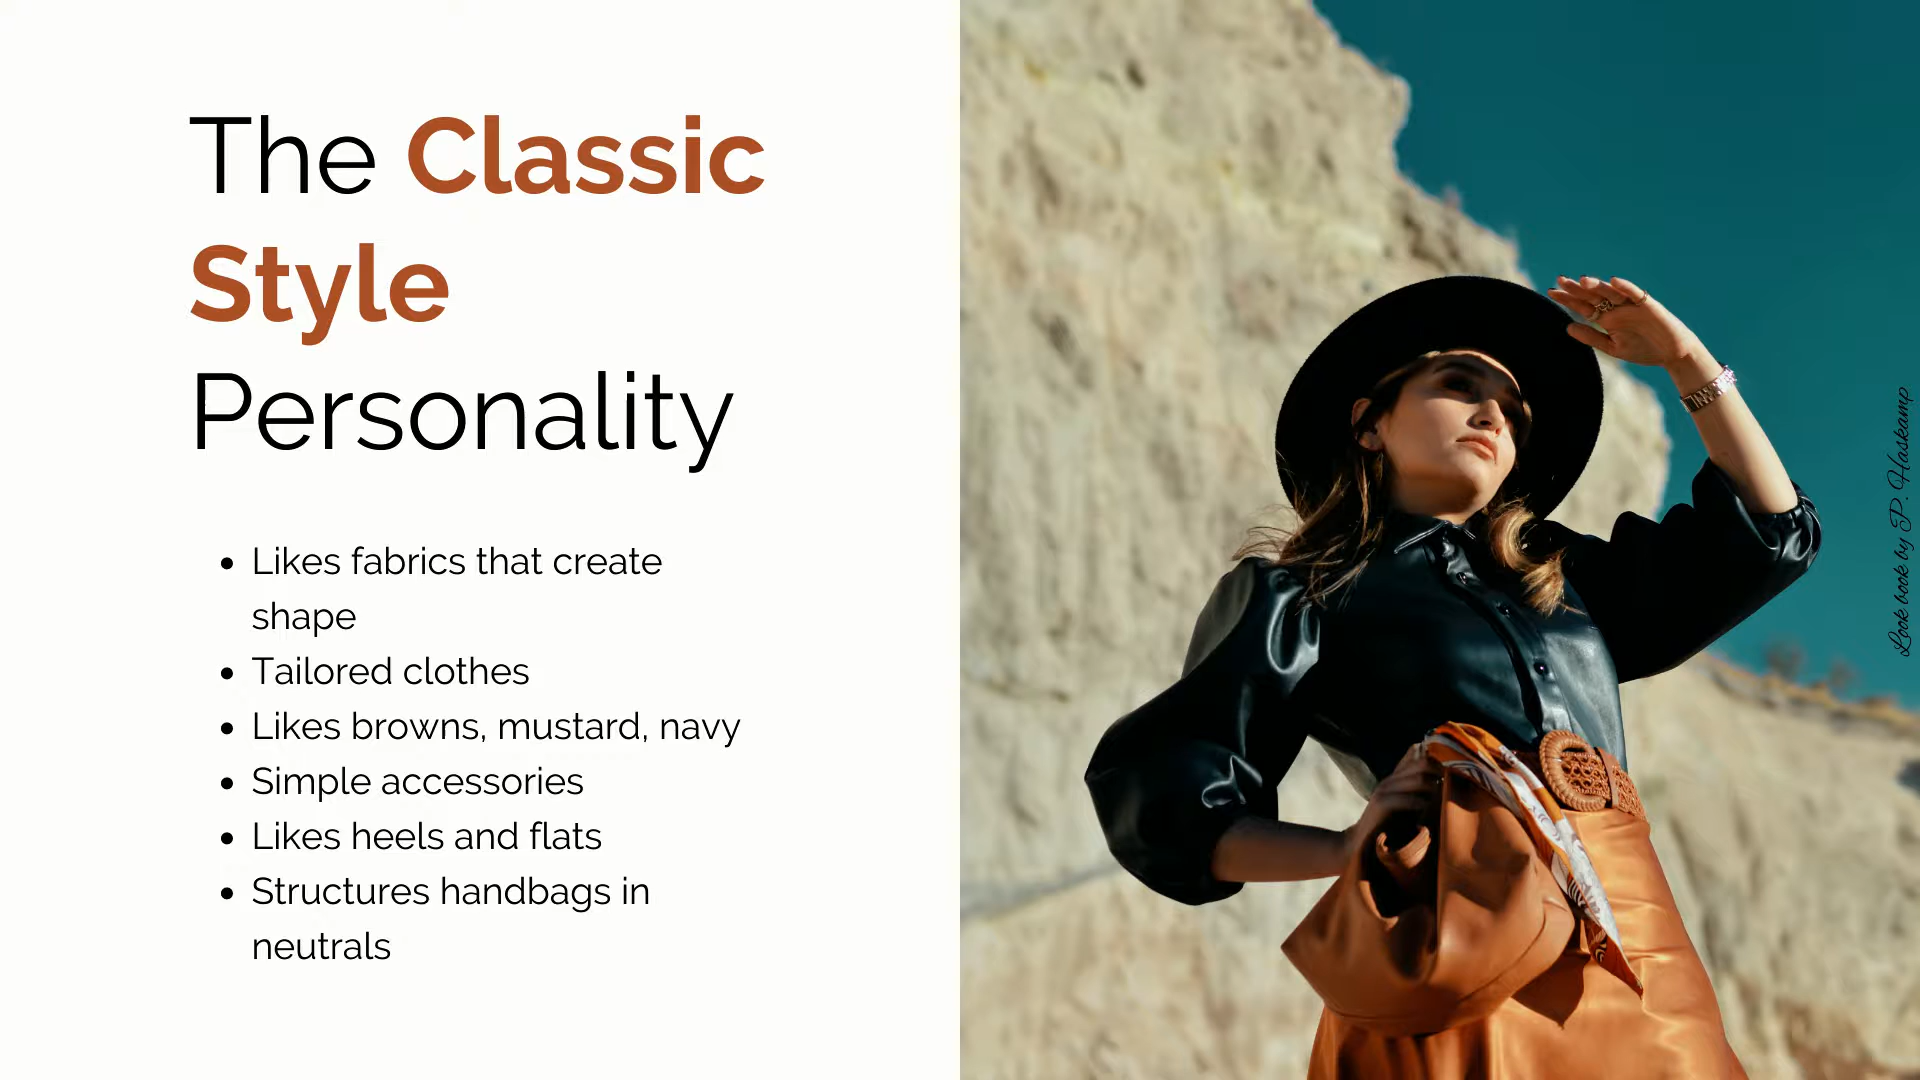 The Classic
Style
Personality
• Likes fabrics that create
shape
• Tailored clothes
• Likes browns, mustard, navy
• Simple accessories
• Likes heels and flats
• Structures handbags in
neutrals
Look book by P. Haskamp